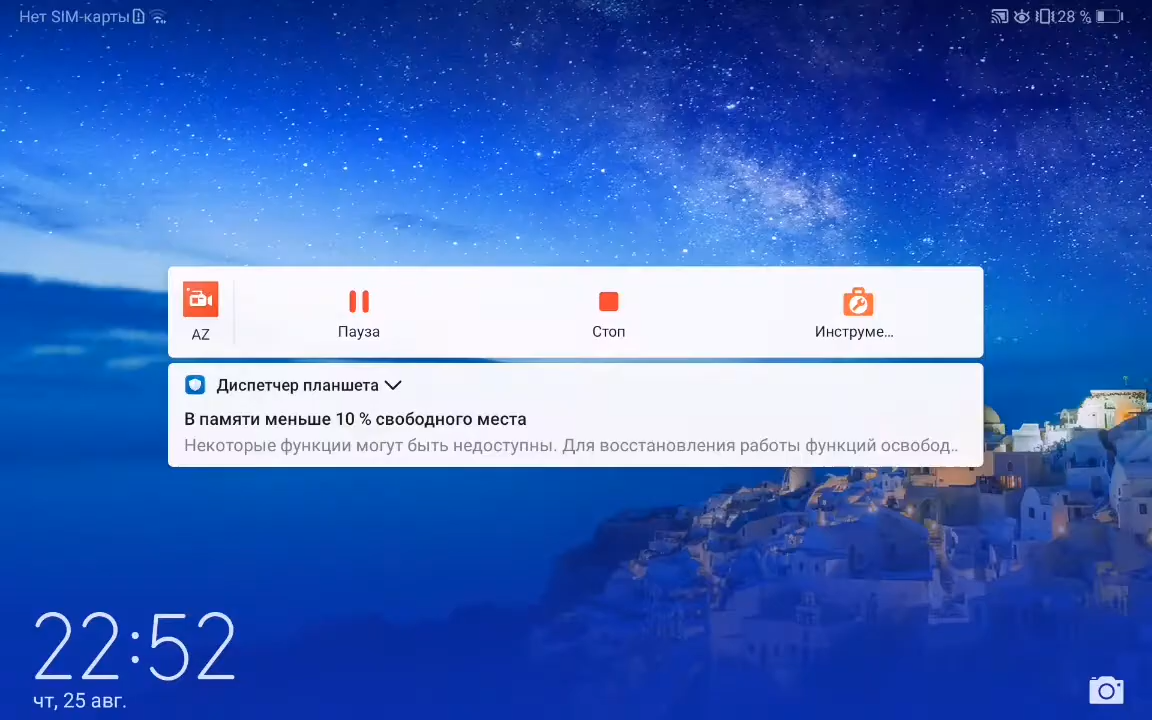 Нет SIM-карты
28 %
AZ
Пауза
Стоп
Инструме...
Диспетчер планшета
В памяти меньше 10 % свободного места
Некоторые функции могут быть недоступны. Для восстановления работы функций освобод..
22:52
чт, 25 авг.